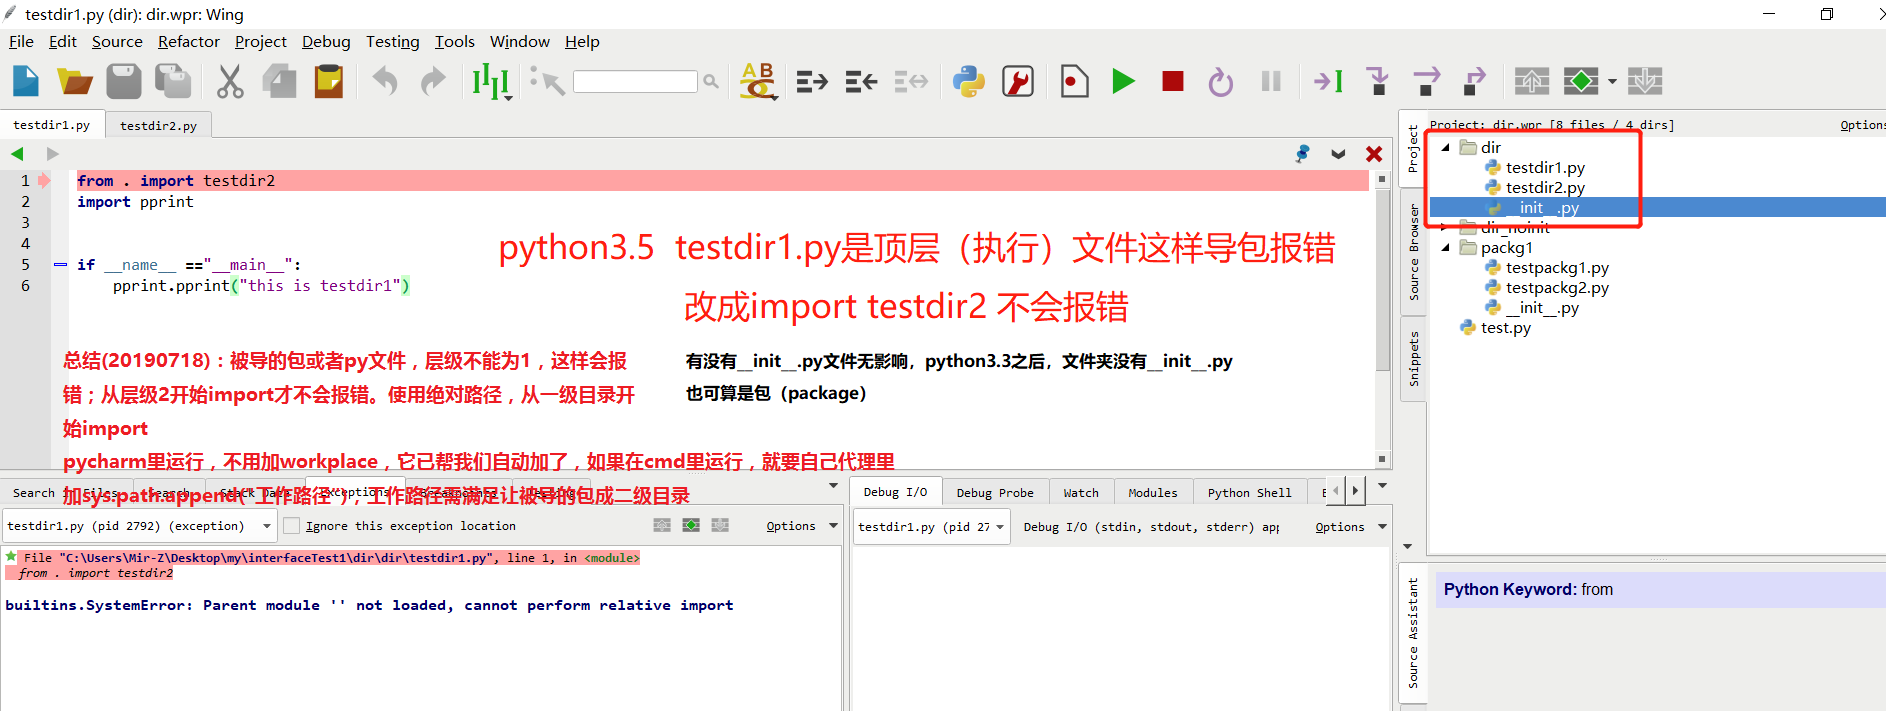 testdir1.py (dir): dir.wpr: Wing
File Edit Source Refactor Project Debug Testing Tools Window Help
testdir1.py testdir2.py
Project: dir.wpr [8 files / 4 dirs] Options
Project
dir
testdir1.py
testdir2.py
__init__.py
dir_noinit
packg1
testpackg1.py
testpackg2.py
__init__.py
test.py
Source Browser
Snippets
1 from . import testdir2
2 import pprint
3
4
5 if __name__ =="__main__":
6 pprint.pprint("this is testdir1")
python3.5 testdir1.py是顶层（执行）文件这样导包报错
改成import testdir2 不会报错
总结(20190718)：被导的包或者py文件，层级不能为1，这样会报
错；从层级2开始import才不会报错。使用绝对路径，从一级目录开
始import
pycharm里运行，不用加workplace，它已帮我们自动加了，如果在cmd里运行，就要自己代理里
加sys.path.append("工作路径")，工作路径需满足让被导的包成二级目录
有没有__init__.py文件无影响，python3.3之后，文件夹没有__init__.py
也可算是包（package）
Search in Files Search Stack Data Exceptions Breakpoints
testdir1.py (pid 2792) (exception) Ignore this exception location Options
File "C:\Users\Mir-Z\Desktop\my\interfaceTest1\dir\dir\testdir1.py", line 1, in <module>
from . import testdir2
builtins.SystemError: Parent module '' not loaded, cannot perform relative import
Debug I/O Debug Probe Watch Modules Python Shell
testdir1.py (pid 27 Debug I/O (stdin, stdout, stderr) app Options
Source Assistant
Python Keyword: from